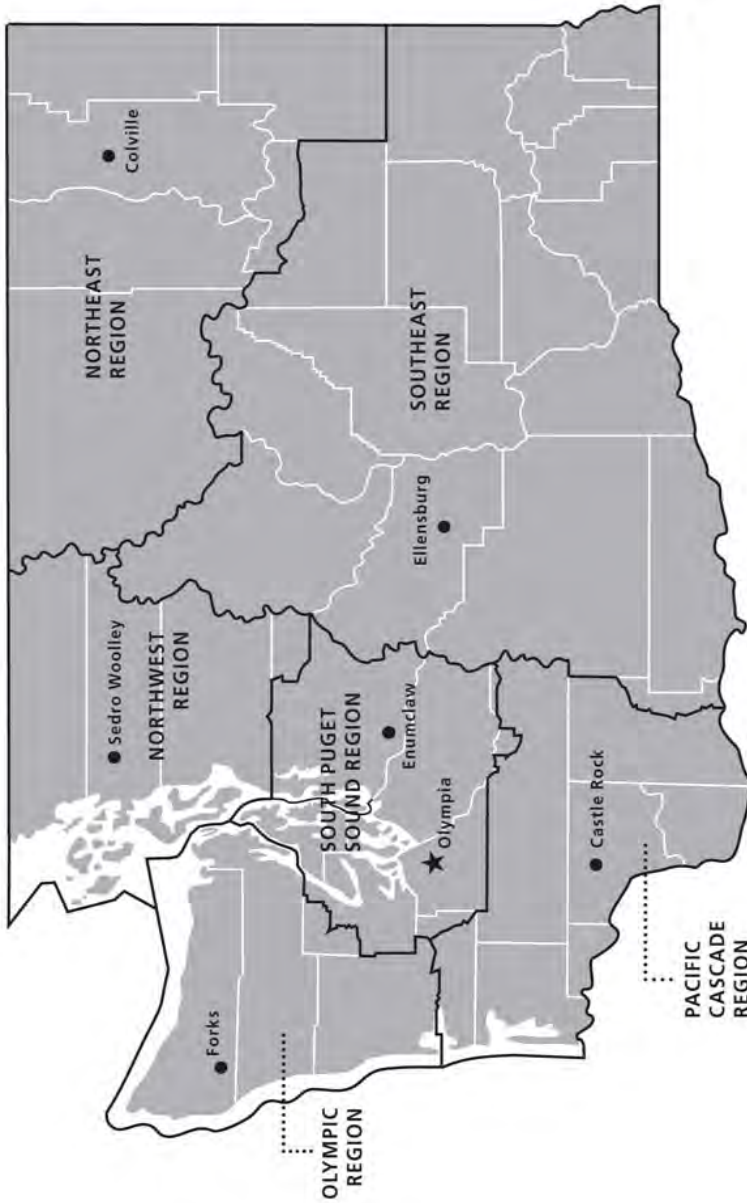 Colville
NORTHEAST
REGION
Sedro Woolley
NORTHWEST
REGION
Forks
OLYMPIC
REGION
SOUTH PUGET
SOUND REGION
Enumclaw
Olympia
Ellensburg
SOUTHEAST
REGION
Castle Rock
PACIFIC
CASCADE
REGION